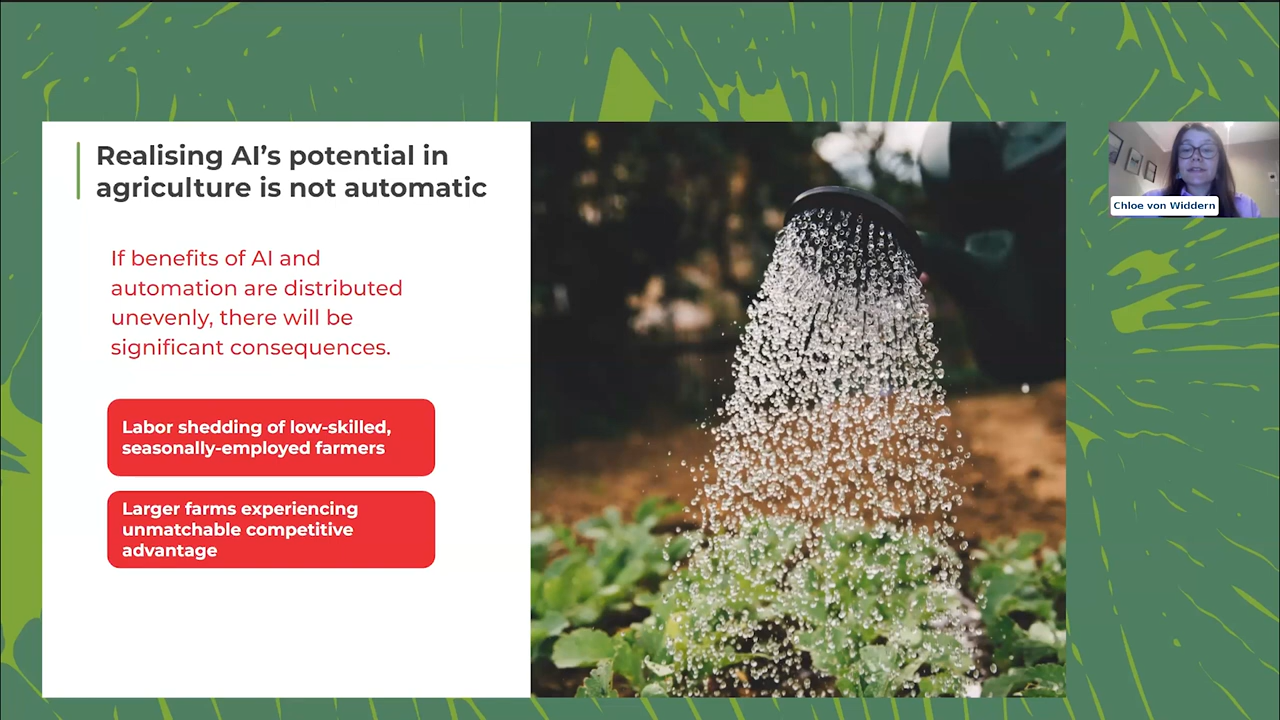 Realising AI’s potential in
agriculture is not automatic
If benefits of AI and
automation are distributed
unevenly, there will be
significant consequences.
Labor shedding of low-skilled,
seasonally-employed farmers
Larger farms experiencing
unmatchable competitive
advantage
Chloe von Widdern